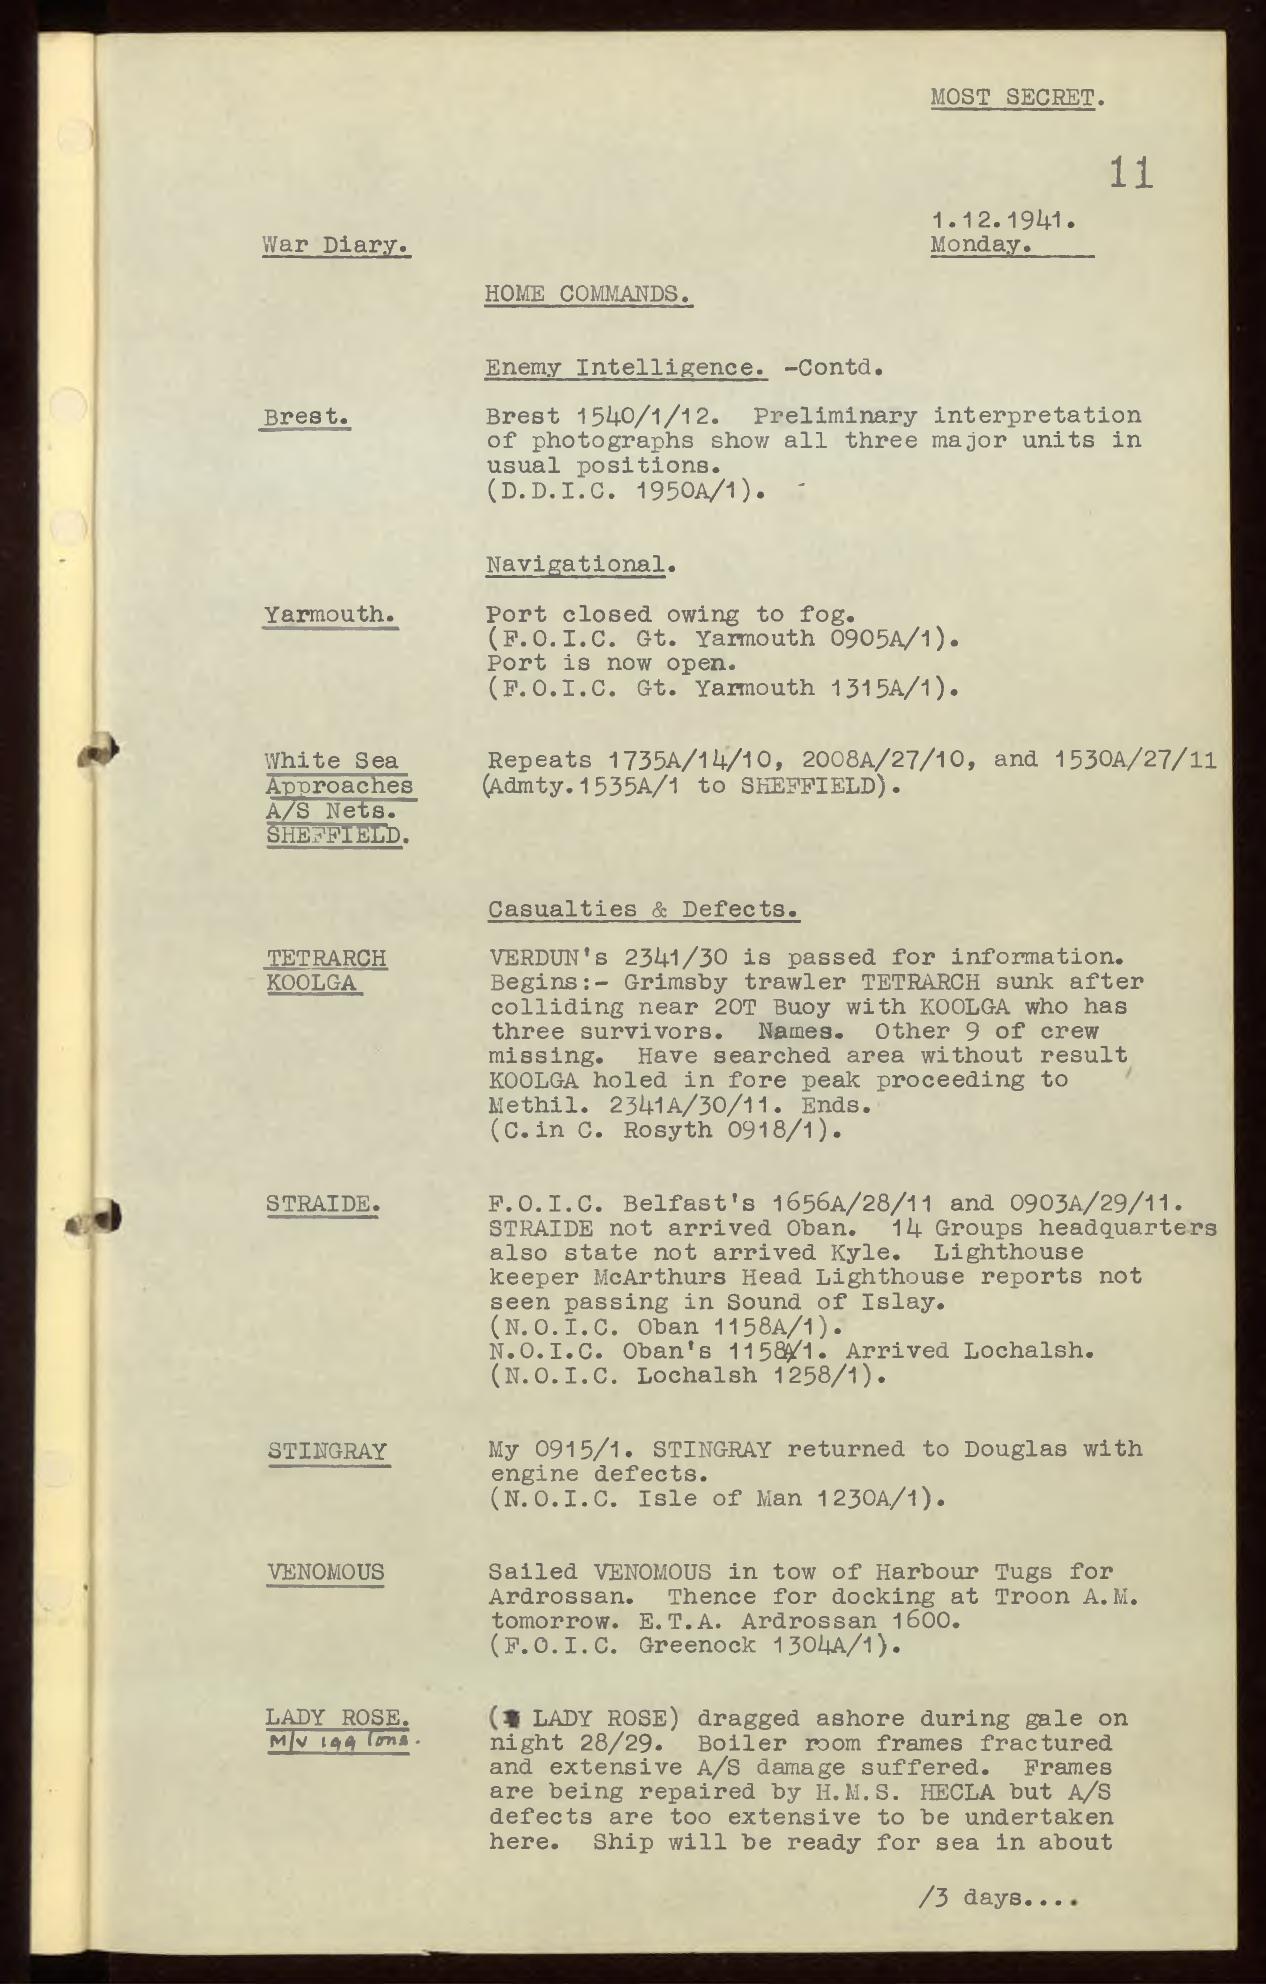 MOST SECRET.
11
1.12.1941.
War Diary.
Monday.
HOME COMMANDS.
Enemy Intelligence. -Contd.
Brest.
Brest 1540/1/12. Preliminary interpretation
of photographs show all three major units in
usual positions.
(D.D.I.C. 1950A/1).
Navigational.
Yarmouth.
Port closed owing to fog.
(F.O.I.C. Gt. Yarmouth 0905A/1).
Port is now open.
(F.O.I.C. Gt. Yarmouth 1315A/1).
White Sea
Approaches
A/S Nets.
SHEFFIELD.
Repeats 1735A/14/10, 2008A/27/10, and 1530A/27/11
(Admty.1535A/1 to SHEFFIELD).
Casualties & Defects.
TETRARCH
KOOLGA
VERDUN's 2341/30 is passed for information.
Begins:- Grimsby trawler TETRARCH sunk after
colliding near 20T Buoy with KOOLGA who has
three survivors. Names. Other 9 of crew
missing. Have searched area without result
KOOLGA holed in fore peak proceeding to
Methil. 2341A/30/11. Ends.
(C.in C. Rosyth 0918/1).
STRAIDE.
F.O.I.C. Belfast's 1656A/28/11 and 0903A/29/11.
STRAIDE not arrived Oban. 14 Groups headquarters
also state not arrived Kyle. Lighthouse
keeper McArthurs Head Lighthouse reports not
seen passing in Sound of Islay.
(N.O.I.C. Oban 1158A/1).
N.O.I.C. Oban's 1158A/1. Arrived Lochalsh.
(N.O.I.C. Lochalsh 1258/1).
STINGRAY
My 0915/1. STINGRAY returned to Douglas with
engine defects.
(N.O.I.C. Isle of Man 1230A/1).
VENOMOUS
Sailed VENOMOUS in tow of Harbour Tugs for
Ardrossan. Thence for docking at Troon A.M.
tomorrow. E.T.A. Ardrossan 1600.
(F.O.I.C. Greenock 1304A/1).
LADY ROSE.
M/V 199 Tons.
( LADY ROSE) dragged ashore during gale on
night 28/29. Boiler room frames fractured
and extensive A/S damage suffered. Frames
are being repaired by H.M.S. HECLA but A/S
defects are too extensive to be undertaken
here. Ship will be ready for sea in about
/3 days....